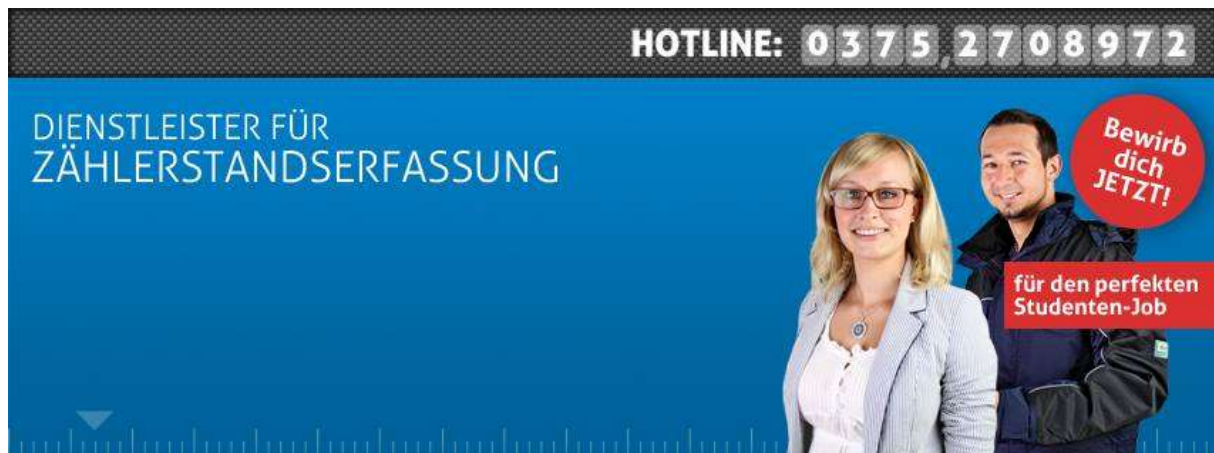 HOTLINE: 0375,2708972
DIENSTLEISTER FÜR
ZÄHLERSTANDSERFASSUNG
Bewirb
dich
JETZT!
für den perfekten
Studenten-Job